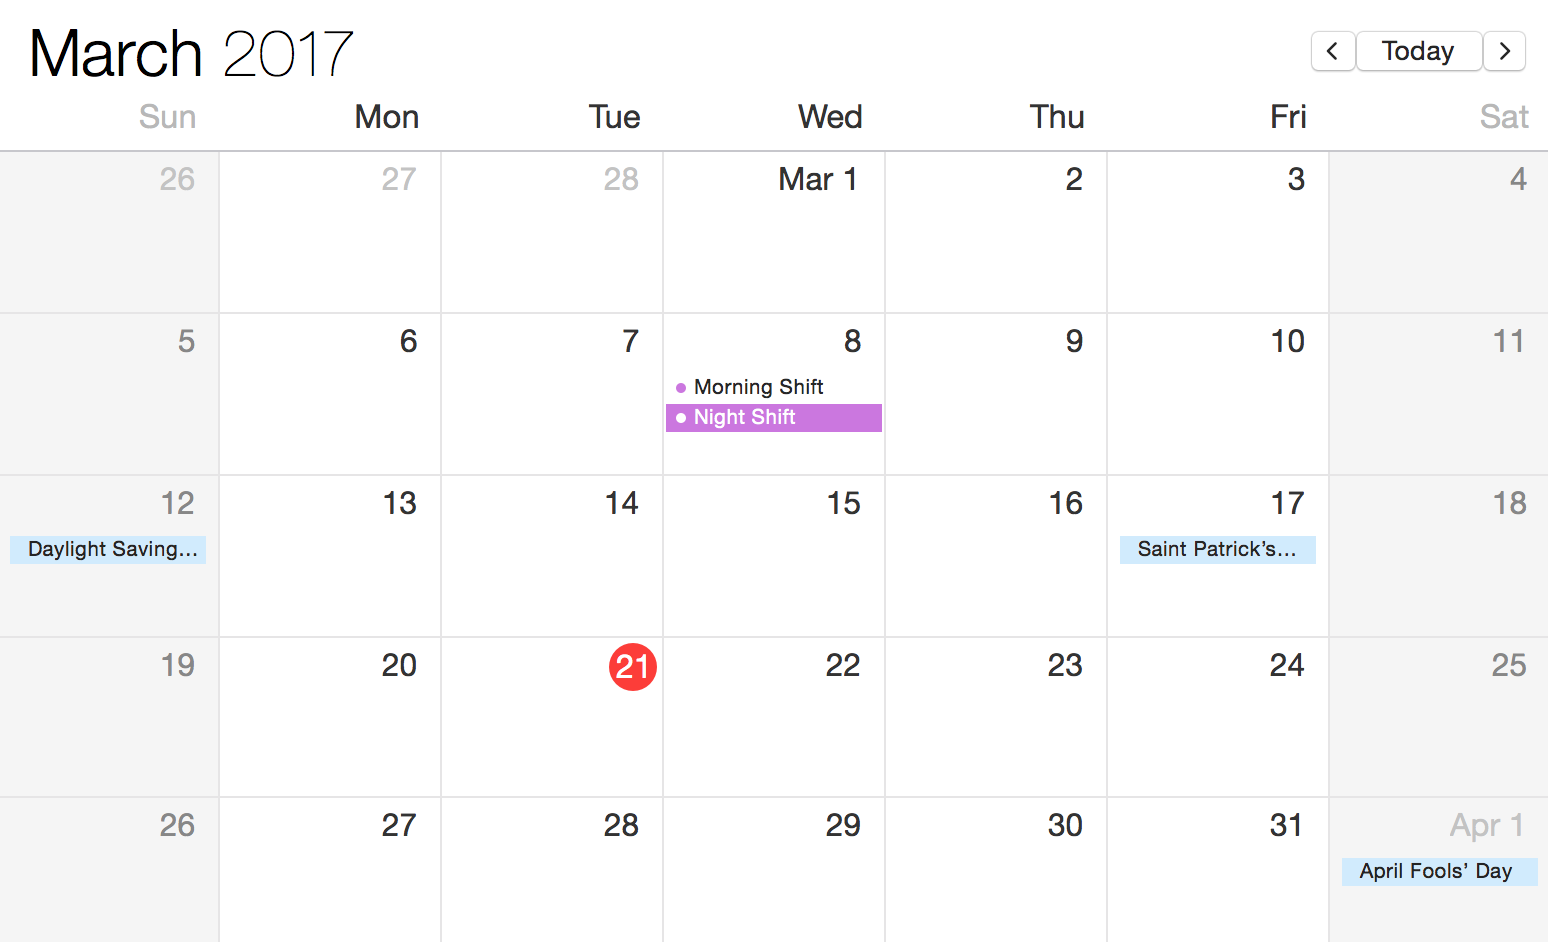 March 2017
Today
Sun Mon Tue Wed Thu Fri Sat
26 27 28 Mar 1 2 3 4
5 6 7 8 9 10 11
Morning Shift
Night Shift
12 13 14 15 16 17 18
Daylight Saving… Saint Patrick’s…
19 20 21 22 23 24 25
26 27 28 29 30 31 Apr 1
April Fools’ Day